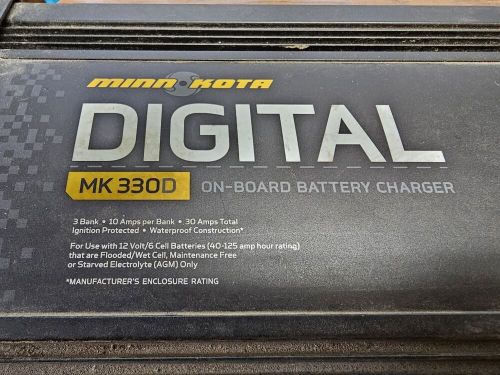 MINN KOTA
DIGITAL
MK 330D ON-BOARD BATTERY CHARGER
3 Bank • 10 Amps per Bank • 30 Amps Total
Ignition Protected • Waterproof Construction*
For Use with 12 Volt/6 Cell Batteries (40-125 amp hour rating)
that are Flooded/Wet Cell, Maintenance Free
or Starved Electrolyte (AGM) Only
*MANUFACTURER'S ENCLOSURE RATING